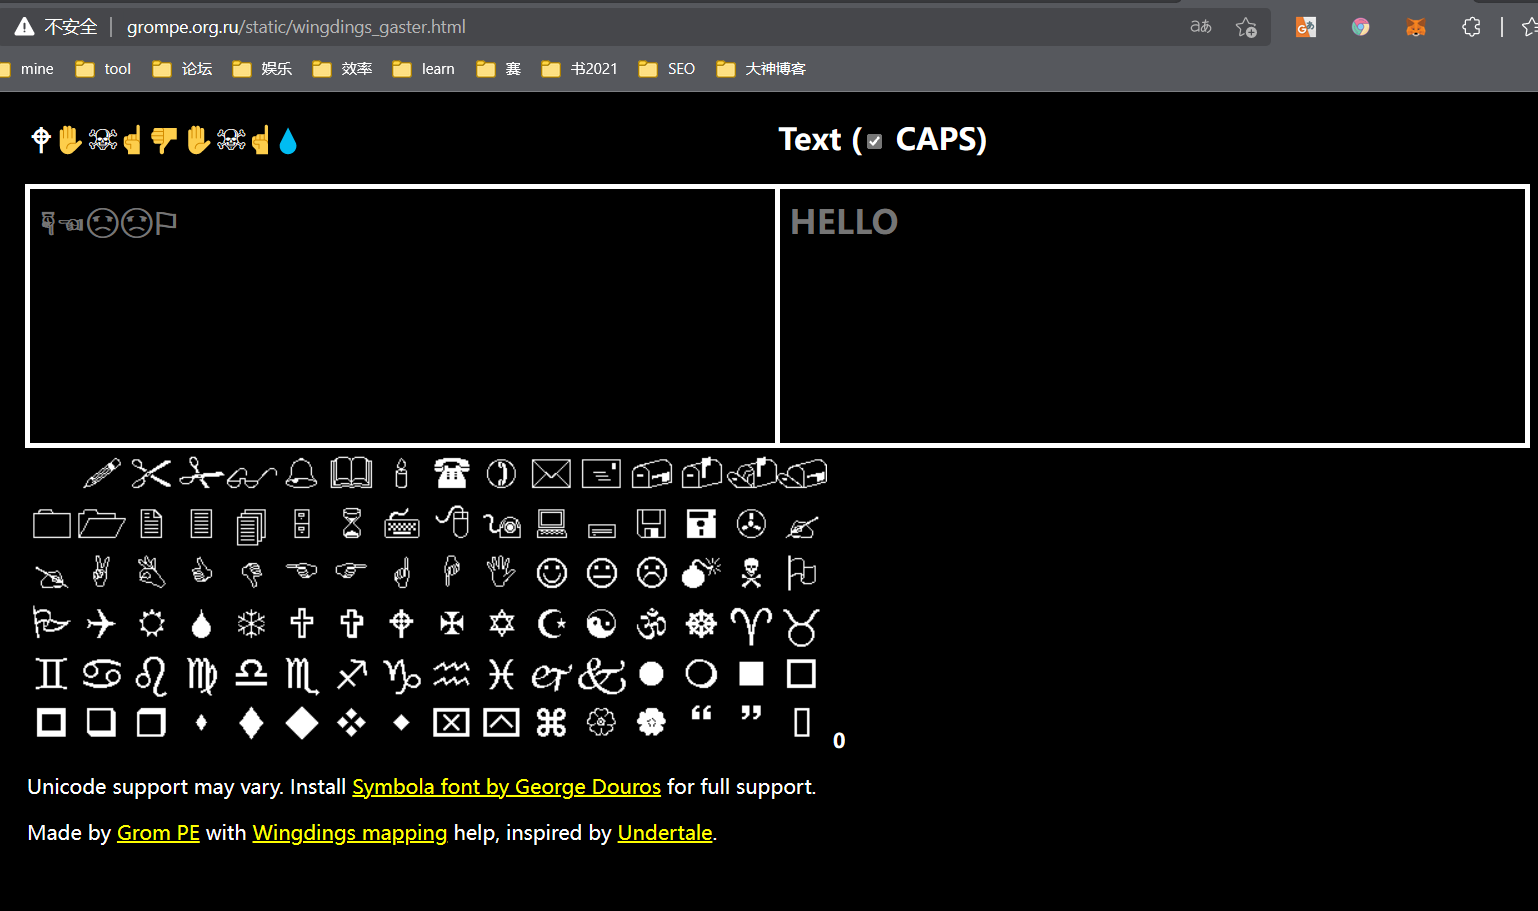 不安全 | grompe.org.ru/static/wingdings_gaster.html
mine tool 论坛 娱乐 效率 learn 赛 书2021 SEO 大神博客
🕈✋☠☝👎✋☠☝💧 Text (☑ CAPS)
☟☜☹☹⚐ HELLO
0
Unicode support may vary. Install Symbola font by George Douros for full support.
Made by Grom PE with Wingdings mapping help, inspired by Undertale.